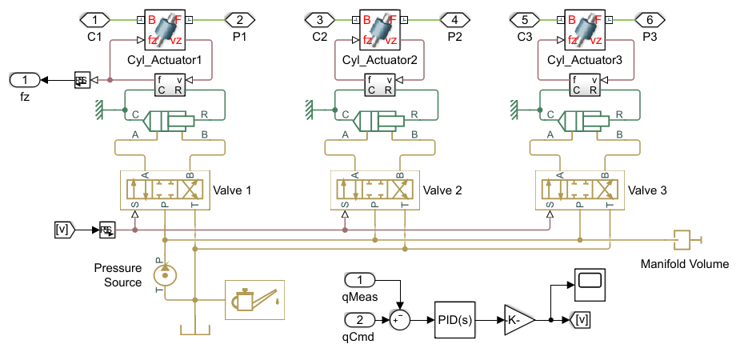 1 B F 2 3 B F 4 5 B F 6
C1 fz vz P1 C2 fz vz P2 C3 fz vz P3
Cyl_Actuator1 Cyl_Actuator2 Cyl_Actuator3
1 f v f v f v
fz C R C R C R
C R C R C R
A B A B A B
A B A B A B
Valve 1 Valve 2 Valve 3
S P T S P T S P T
[v]
Manifold Volume
Pressure
Source
P
T
1
qMeas
2 + - PID(s) -K- [v]
qCmd